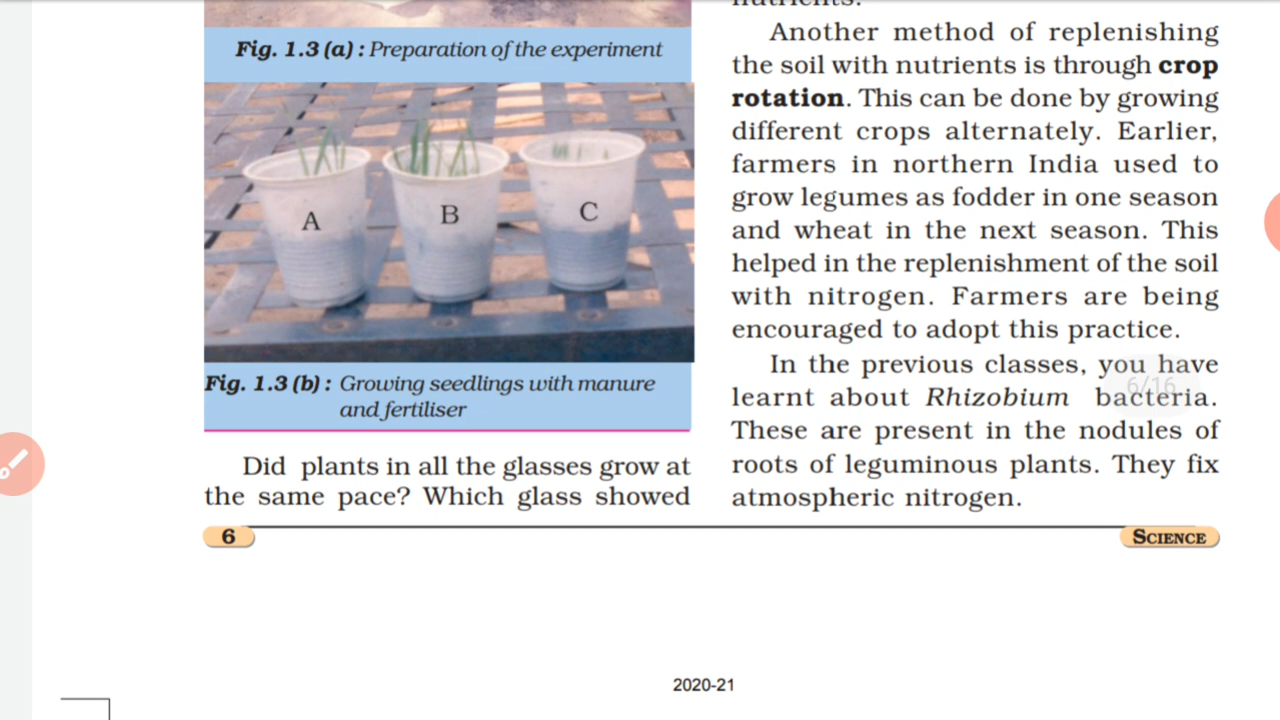 Fig. 1.3 (a) : Preparation of the experiment
A
B
C
Fig. 1.3 (b) : Growing seedlings with manure
and fertiliser
Did plants in all the glasses grow at
the same pace? Which glass showed
nutrients.
Another method of replenishing
the soil with nutrients is through crop
rotation. This can be done by growing
different crops alternately. Earlier,
farmers in northern India used to
grow legumes as fodder in one season
and wheat in the next season. This
helped in the replenishment of the soil
with nitrogen. Farmers are being
encouraged to adopt this practice.
In the previous classes, you have
learnt about Rhizobium bacteria.
These are present in the nodules of
roots of leguminous plants. They fix
atmospheric nitrogen.
6/16
6
SCIENCE
2020-21